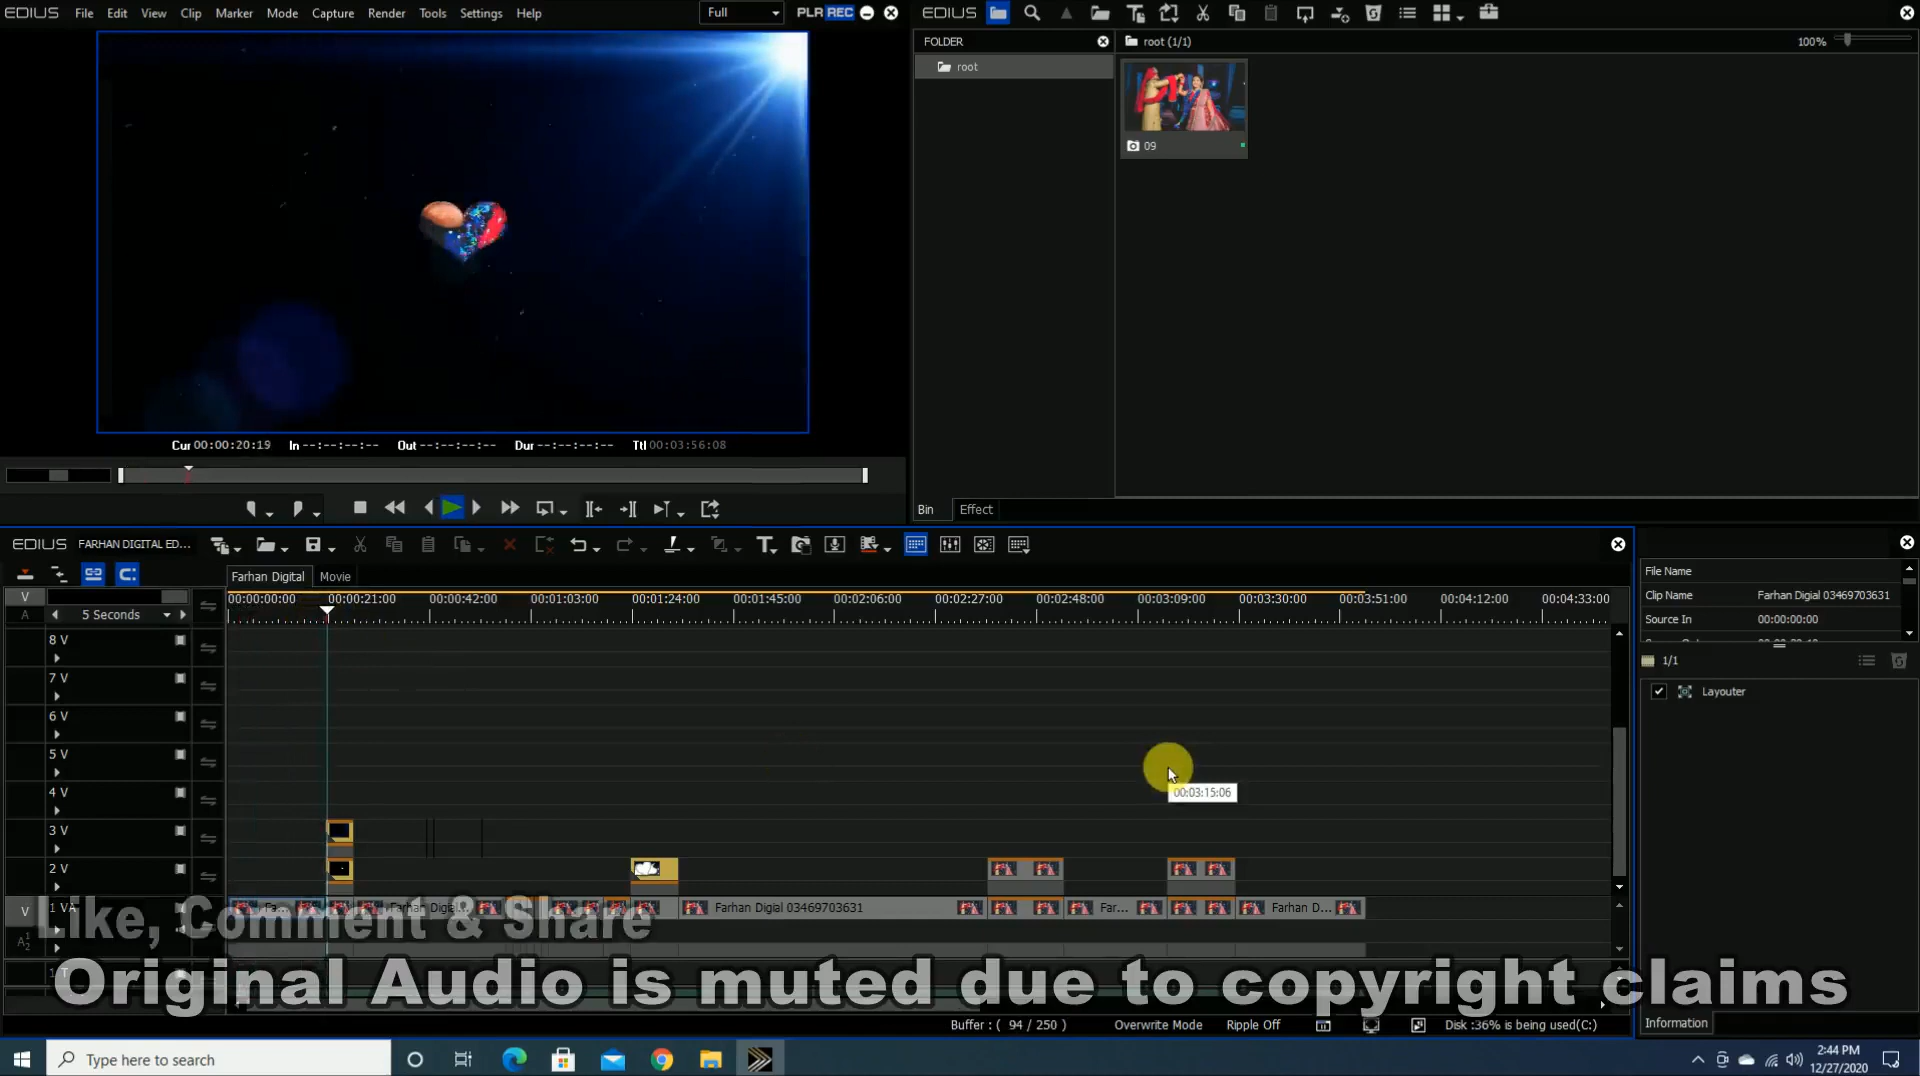 EDIUS File Edit View Clip Marker Mode Capture Render Tools Settings Help Full PLR REC
EDIUS
FOLDER
root (1/1)
100%
root
09
Cur 00:00:20:19 In --:--:--:-- Out --:--:--:-- Dur --:--:--:-- Ttl 00:03:56:08
Bin Effect
EDIUS FARHAN DIGITAL ED...
Farhan Digital Movie
File Name
Clip Name Farhan Digial 03469703631
Source In 00:00:00:00
V
A
5 Seconds
00:00:00:00 00:00:21:00 00:00:42:00 00:01:03:00 00:01:24:00 00:01:45:00 00:02:06:00 00:02:27:00 00:02:48:00 00:03:09:00 00:03:30:00 00:03:51:00 00:04:12:00 00:04:33:00
1/1
Layouter
8 V
7 V
6 V
5 V
4 V
00:03:15:06
3 V
2 V
V 1 VA Fa... Farhan Digial Farhan Digial 03469703631 Far... Farhan D...
Like, Comment & Share
Original Audio is muted due to copyright claims
Buffer : ( 94 / 250 ) Overwrite Mode Ripple Off Disk :36% is being used(C:)
Information
Type here to search
2:44 PM
12/27/2020